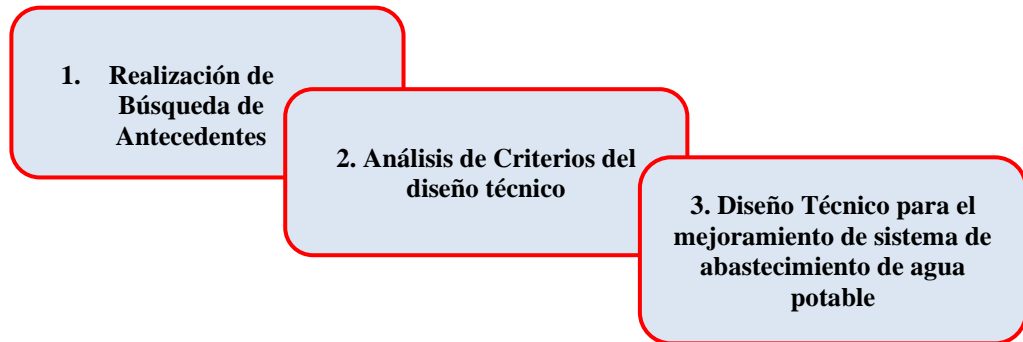 1. Realización de
Búsqueda de
Antecedentes
2. Análisis de Criterios del
diseño técnico
3. Diseño Técnico para el
mejoramiento de sistema de
abastecimiento de agua
potable